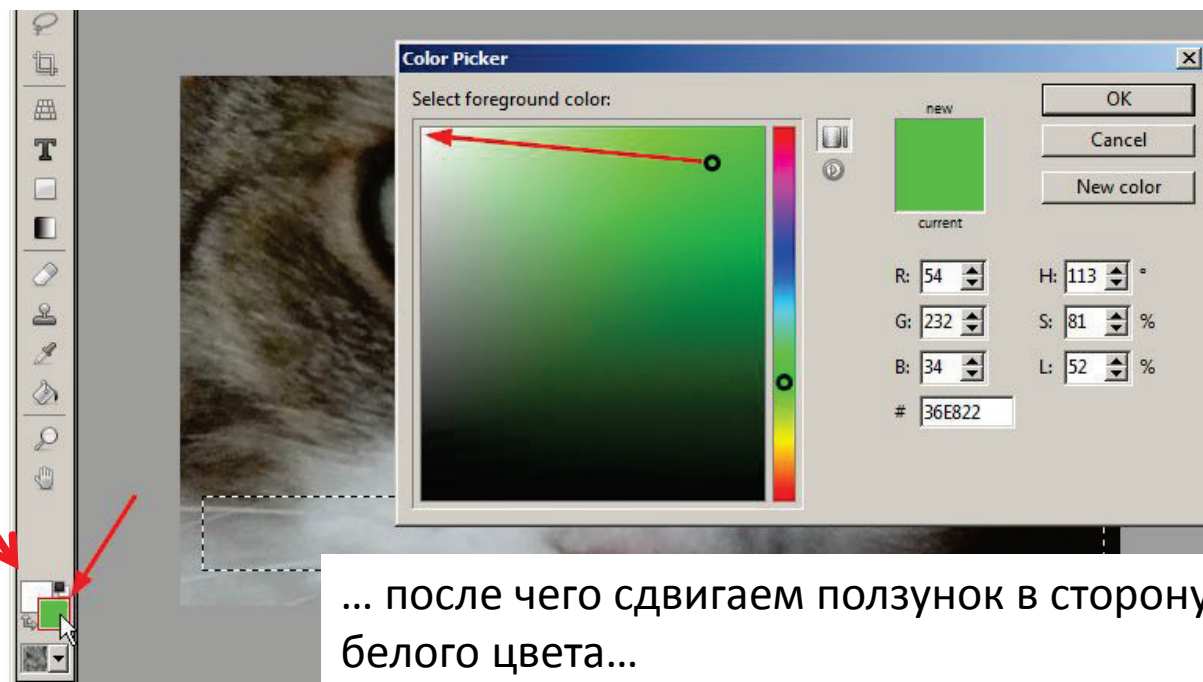 Color Picker
Select foreground color:
new
current
OK
Cancel
New color
R: 54
H: 113 °
G: 232
S: 81 %
B: 34
L: 52 %
# 36E822
T
... после чего сдвигаем ползунок в сторону
белого цвета...